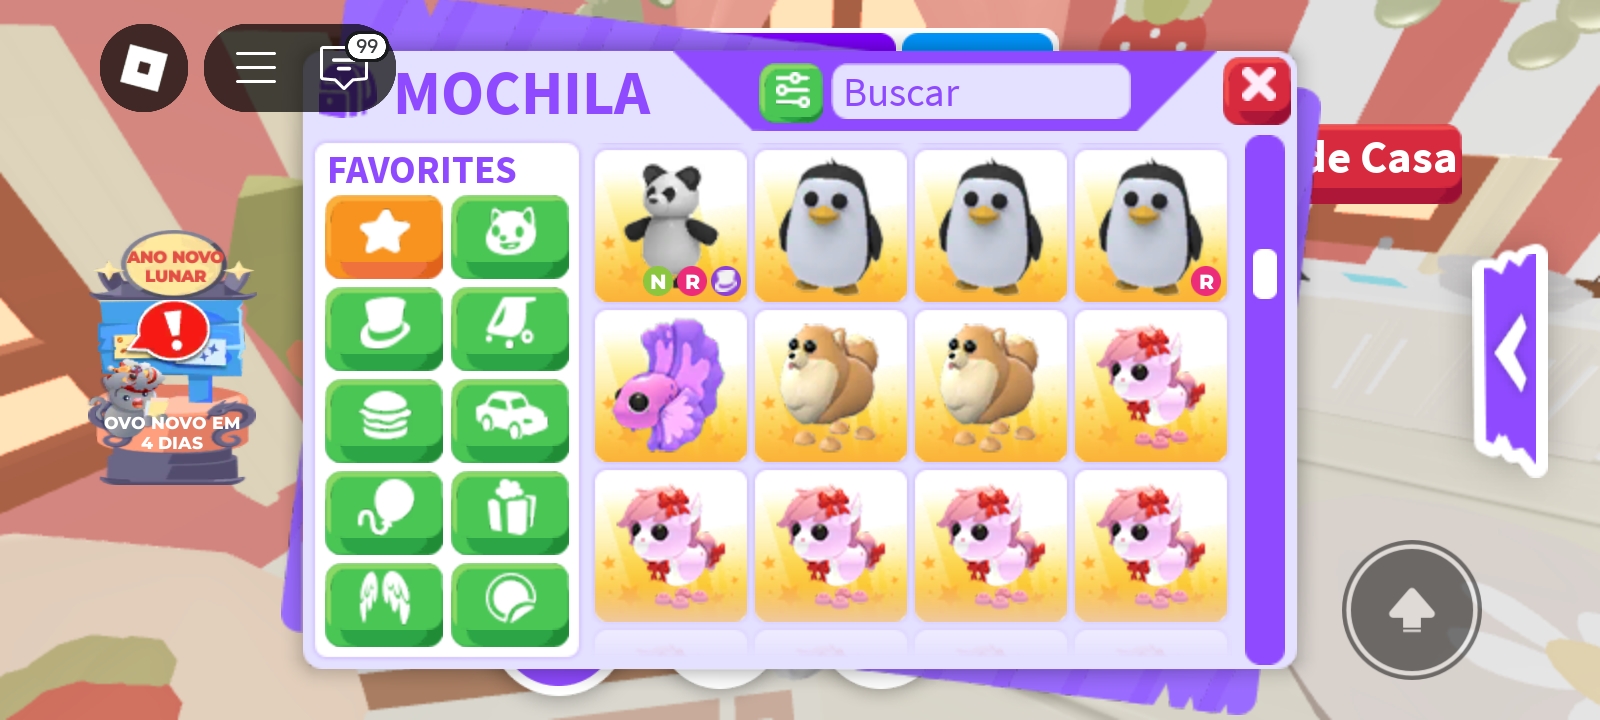 99
MOCHILA
Buscar
de Casa
FAVORITES
N R
R
ANO NOVO
LUNAR
!
OVO NOVO EM
4 DIAS